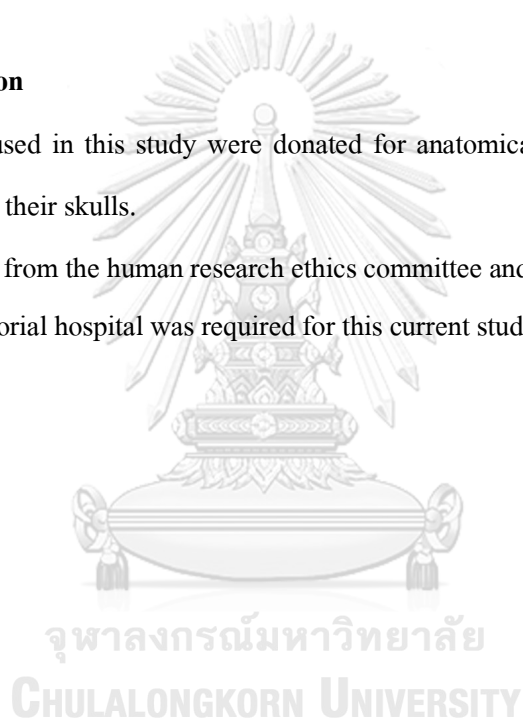 on
used in this study were donated for anatomica
their skulls.
from the human research ethics committee and
orial hospital was required for this current stud
จุฬาลงกรณ์มหาวิทยาลัย
CHULALONGKORN UNIVERSITY